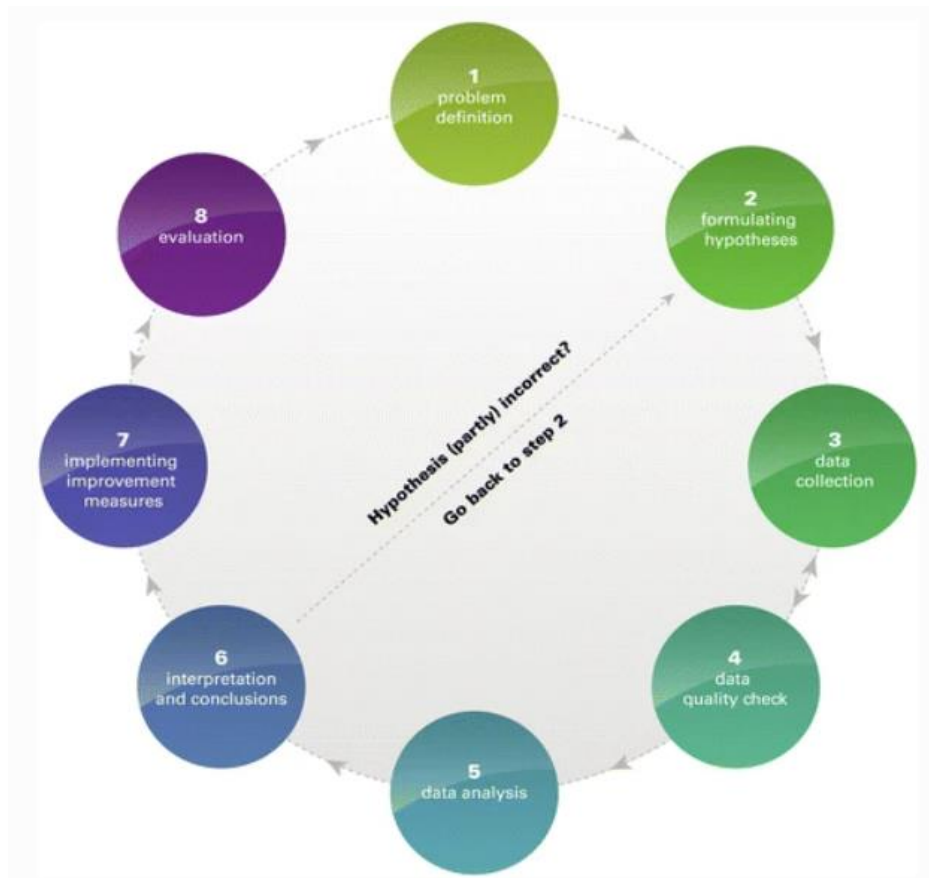 1
problem
definition
2
formulating
hypotheses
3
data
collection
4
data
quality check
5
data analysis
6
interpretation
and conclusions
7
implementing
improvement
measures
8
evaluation
Hypothesis (partly) incorrect?
Go back to step 2